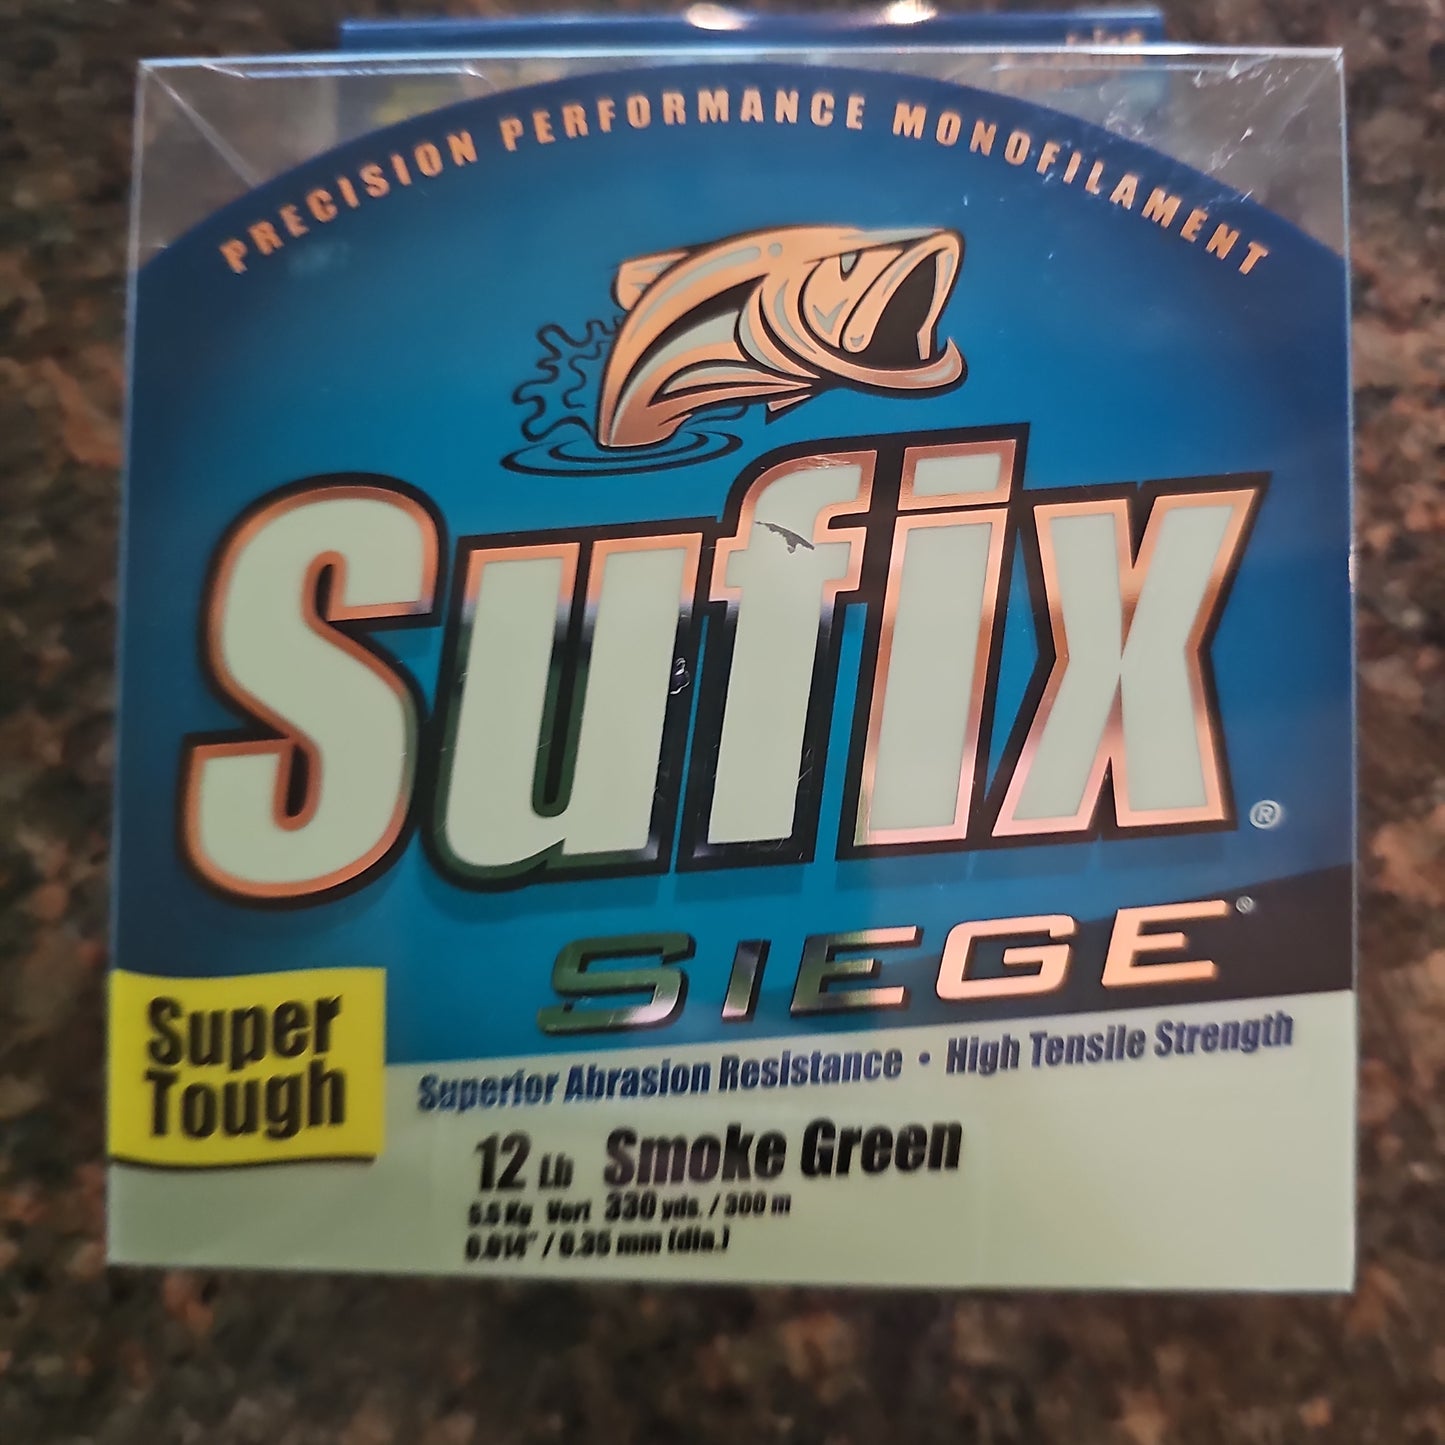 PRECISION PERFORMANCE MONOFILAMENT
Sufix®
SIEGE®
Super
Tough
Superior Abrasion Resistance • High Tensile Strength
12 Lb Smoke Green
5.5 Kg Vert 330 yds. / 300 m
0.014" / 0.35 mm (dia.)